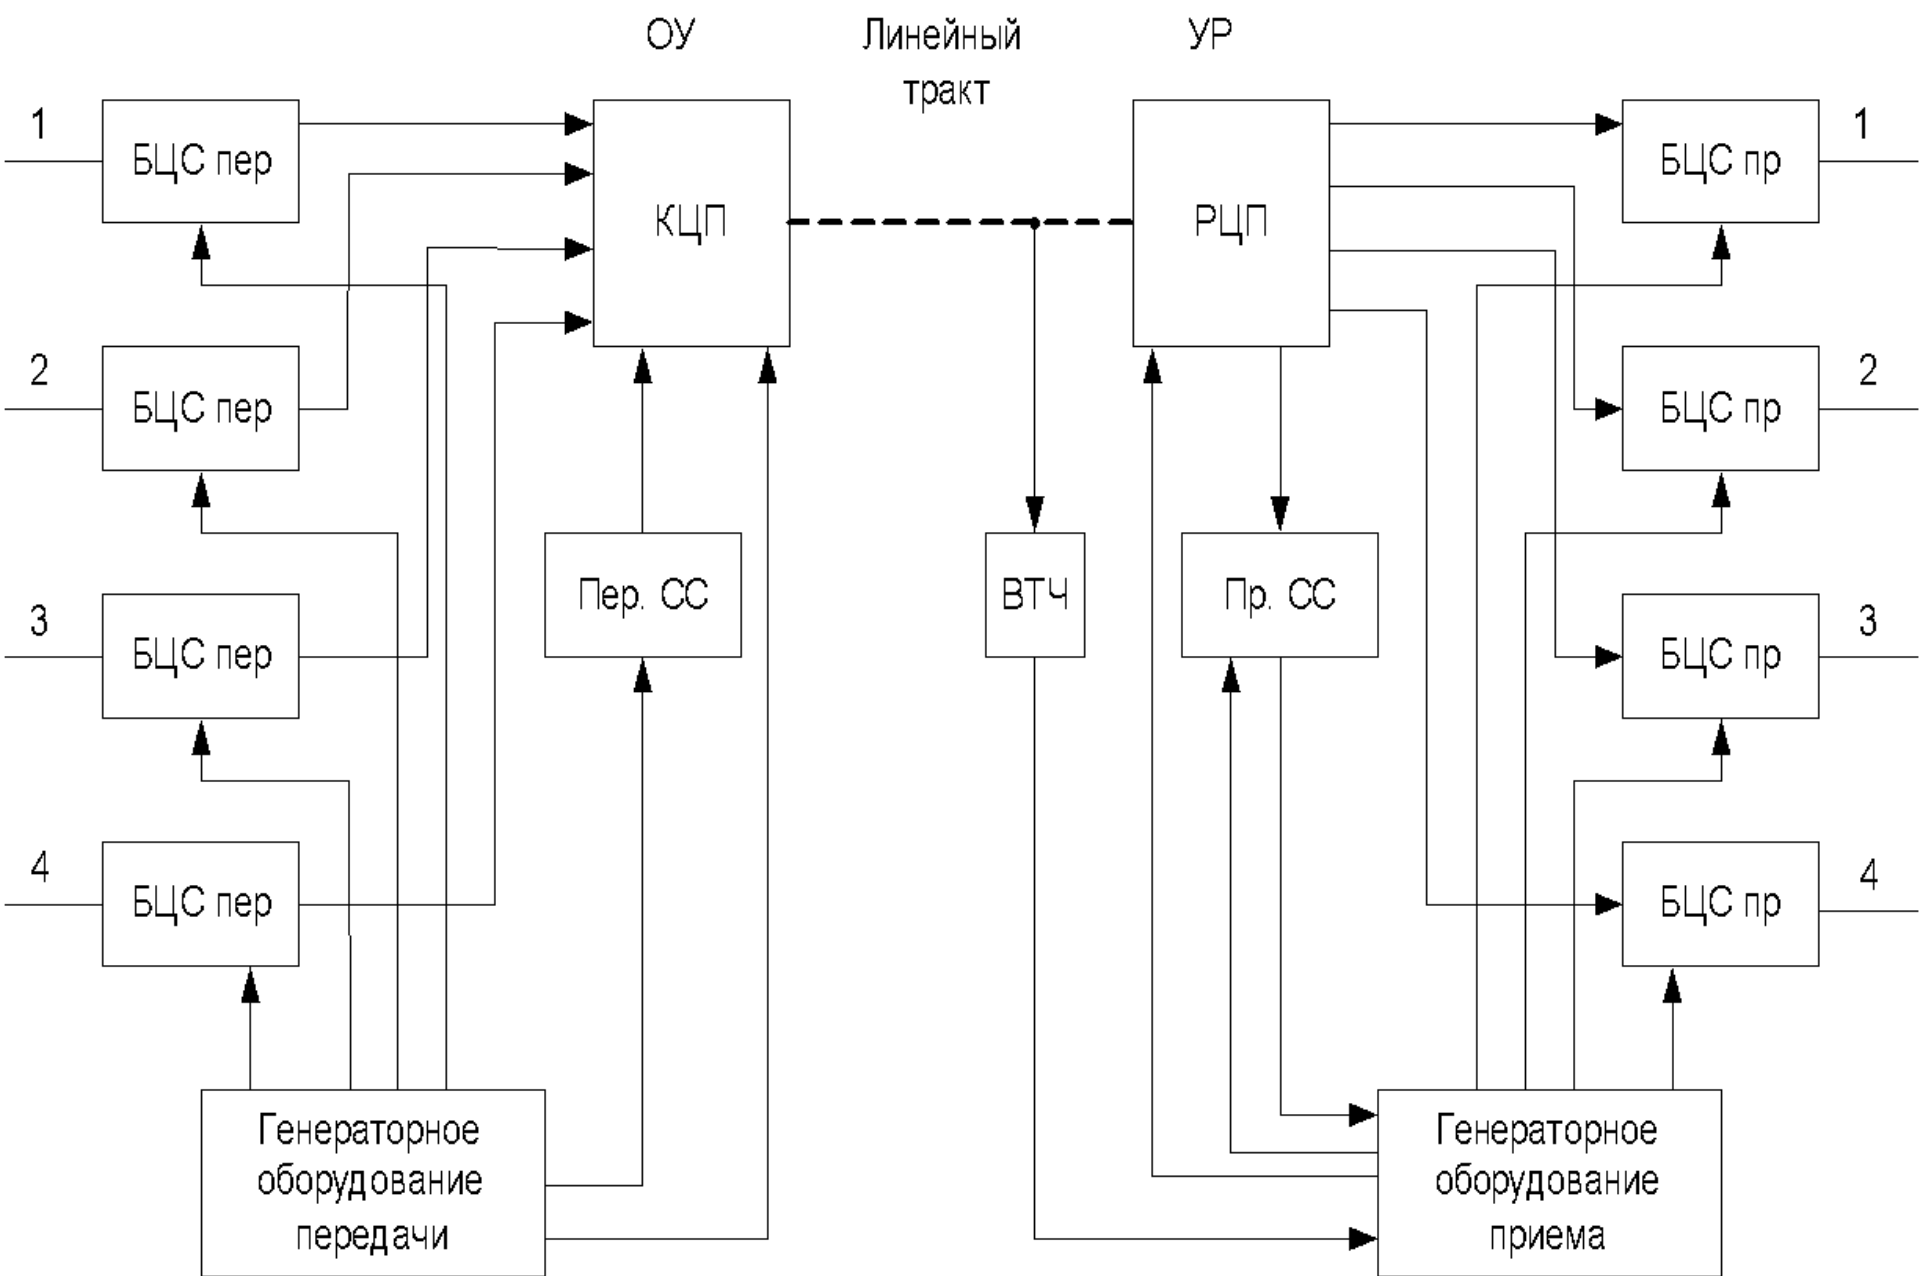 ОУ
Линейный
тракт
УР
1
БЦС пер
КЦП
РЦП
БЦС пр
1
2
БЦС пер
БЦС пр
2
Пер. СС
ВТЧ
Пр. СС
3
БЦС пер
БЦС пр
3
4
БЦС пер
БЦС пр
4
Генераторное
оборудование
передачи
Генераторное
оборудование
приема